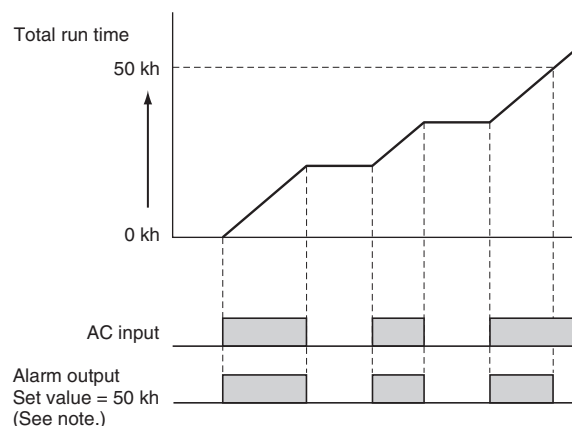 Total run time
50 kh
0 kh
AC input
Alarm output
Set value = 50 kh
(See note.)